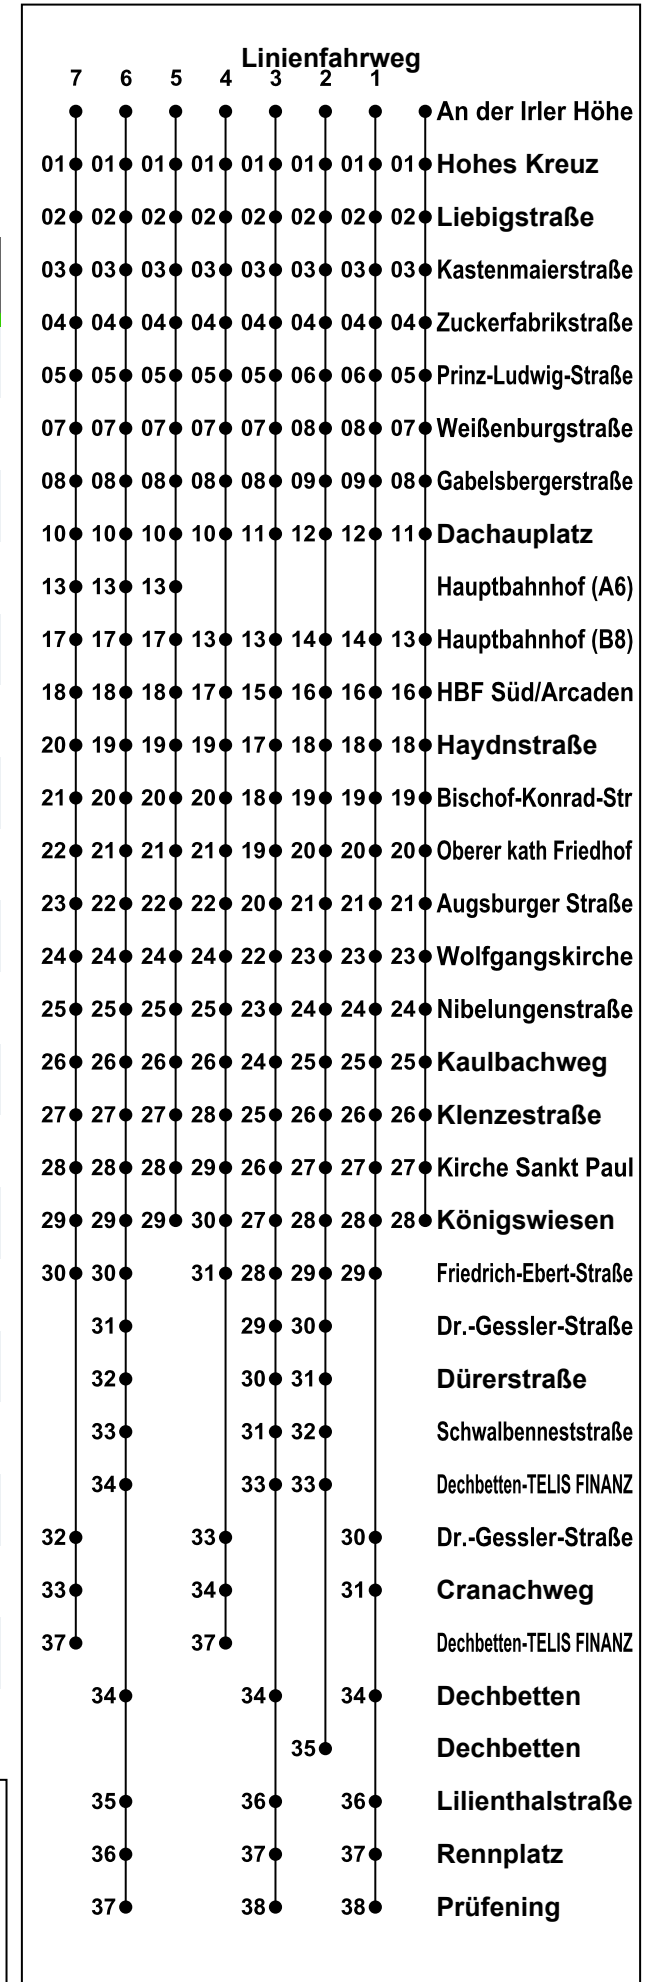 Linienfahrweg
7 6 5 4 3 2 1
An der Irler Höhe
01 01 01 01 01 01 01 01 Hohes Kreuz
02 02 02 02 02 02 02 02 Liebigstraße
03 03 03 03 03 03 03 03 Kastenmaierstraße
04 04 04 04 04 04 04 04 Zuckerfabrikstraße
05 05 05 05 05 06 06 05 Prinz-Ludwig-Straße
07 07 07 07 07 08 08 07 Weißenburgstraße
08 08 08 08 08 09 09 08 Gabelsbergerstraße
10 10 10 10 11 12 12 11 Dachauplatz
13 13 13 Hauptbahnhof (A6)
17 17 17 13 13 14 14 13 Hauptbahnhof (B8)
18 18 18 17 15 16 16 16 HBF Süd/Arcaden
20 19 19 19 17 18 18 18 Haydnstraße
21 20 20 20 18 19 19 19 Bischof-Konrad-Str
22 21 21 21 19 20 20 20 Oberer kath Friedhof
23 22 22 22 20 21 21 21 Augsburger Straße
24 24 24 24 22 23 23 23 Wolfgangskirche
25 25 25 25 23 24 24 24 Nibelungenstraße
26 26 26 26 24 25 25 25 Kaulbachweg
27 27 27 28 25 26 26 26 Klenzestraße
28 28 28 29 26 27 27 27 Kirche Sankt Paul
29 29 29 30 27 28 28 28 Königswiesen
30 30 31 28 29 29 Friedrich-Ebert-Straße
31 29 30 Dr.-Gessler-Straße
32 30 31 Dürerstraße
33 31 32 Schwalbenneststraße
34 33 33 Dechbetten-TELIS FINANZ
32 33 30 Dr.-Gessler-Straße
33 34 31 Cranachweg
37 37 Dechbetten-TELIS FINANZ
34 34 34 Dechbetten
35 Dechbetten
35 36 36 Lilienthalstraße
36 37 37 Rennplatz
37 38 38 Prüfening